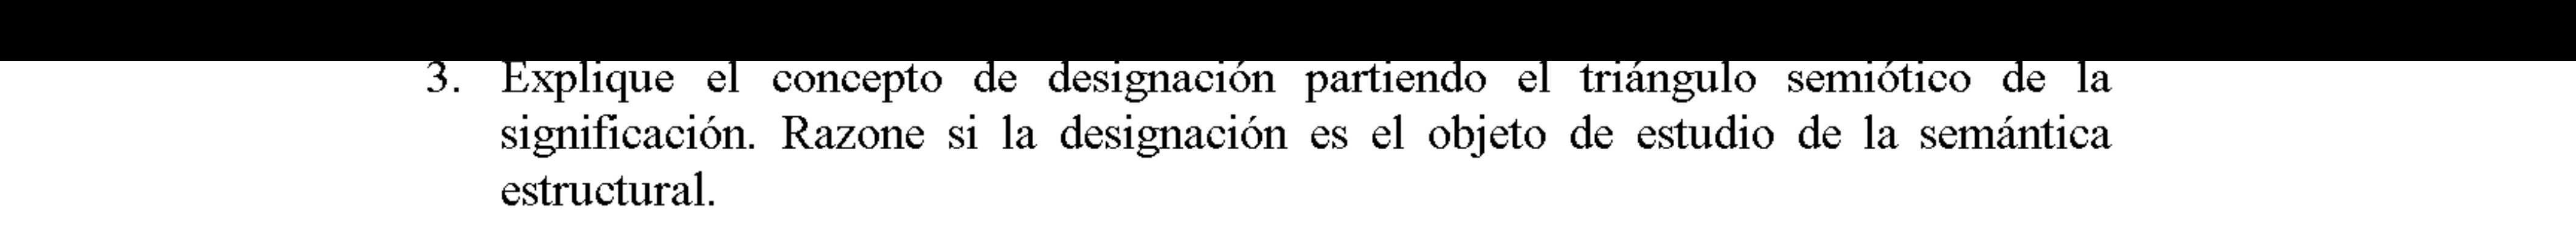 3. Explique el concepto de designación partiendo el triángulo semiótico de la
significación. Razone si la designación es el objeto de estudio de la semántica
estructural.